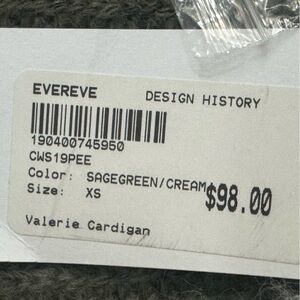 EVEREVE DESIGN HISTORY
190400745950
CWS19PEE
Color: SAGEGREEN/CREAM
Size: XS $98.00
Valerie Cardigan